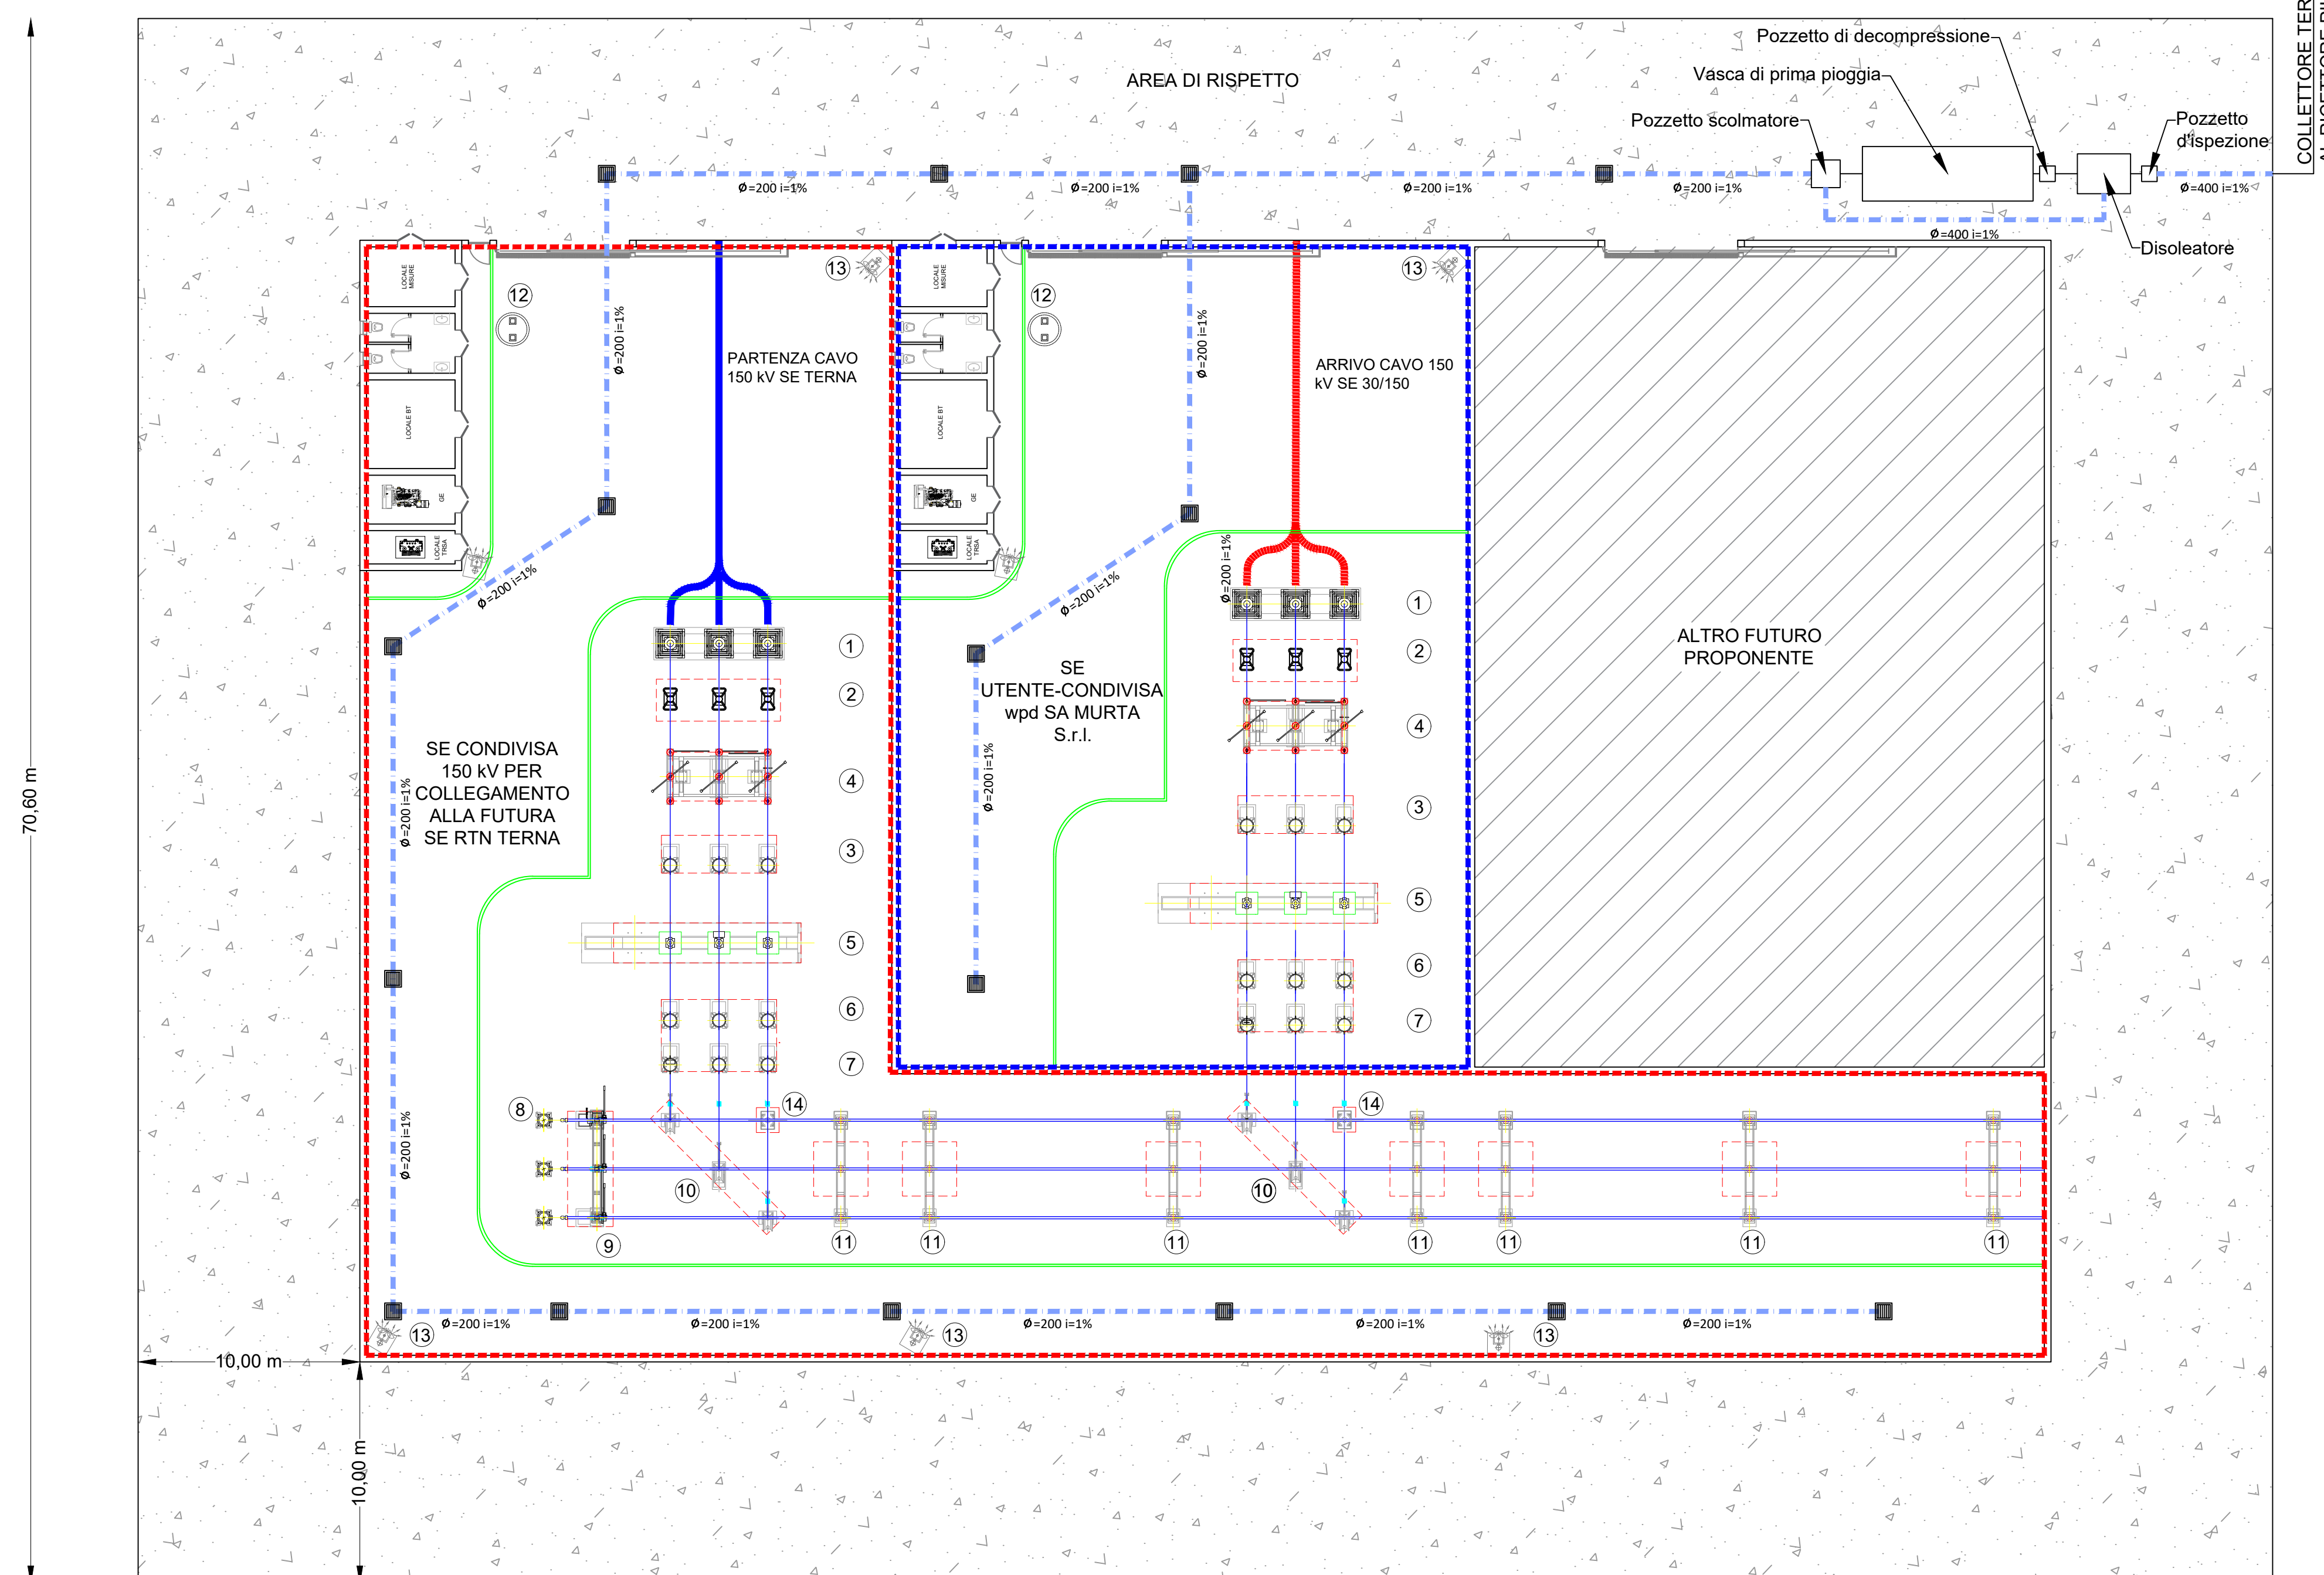 COLLETTORE TER
Pozzetto di decompressione
Vasca di prima pioggia
Pozzetto scolmatore
Pozzetto
d'ispezione
AREA DI RISPETTO
Ø=200 i=1%
Ø=200 i=1%
Ø=200 i=1%
Ø=200 i=1%
Ø=400 i=1%
Ø=400 i=1%
Disoleatore
13
13
12
12
LOCALE
MISURE
LOCALE
MISURE
Ø=200 i=1%
Ø=200 i=1%
PARTENZA CAVO
150 kV SE TERNA
ARRIVO CAVO 150
kV SE 30/150
LOCALE BT
LOCALE BT
GE
GE
LOCALE
TRSA
LOCALE
TRSA
Ø=200 i=1%
Ø=200 i=1%
Ø=200 i=1%
1
2
4
3
5
6
7
1
2
4
3
5
6
7
SE
UTENTE-CONDIVISA
wpd SA MURTA
S.r.l.
ALTRO FUTURO
PROPONENTE
SE CONDIVISA
150 kV PER
COLLEGAMENTO
ALLA FUTURA
SE RTN TERNA
Ø=200 i=1%
Ø=200 i=1%
Ø=200 i=1%
70,60 m
8
14
14
10
10
9
11
11
11
11
11
11
11
Ø=200 i=1%
Ø=200 i=1%
Ø=200 i=1%
Ø=200 i=1%
Ø=200 i=1%
13
13
13
10,00 m
10,00 m